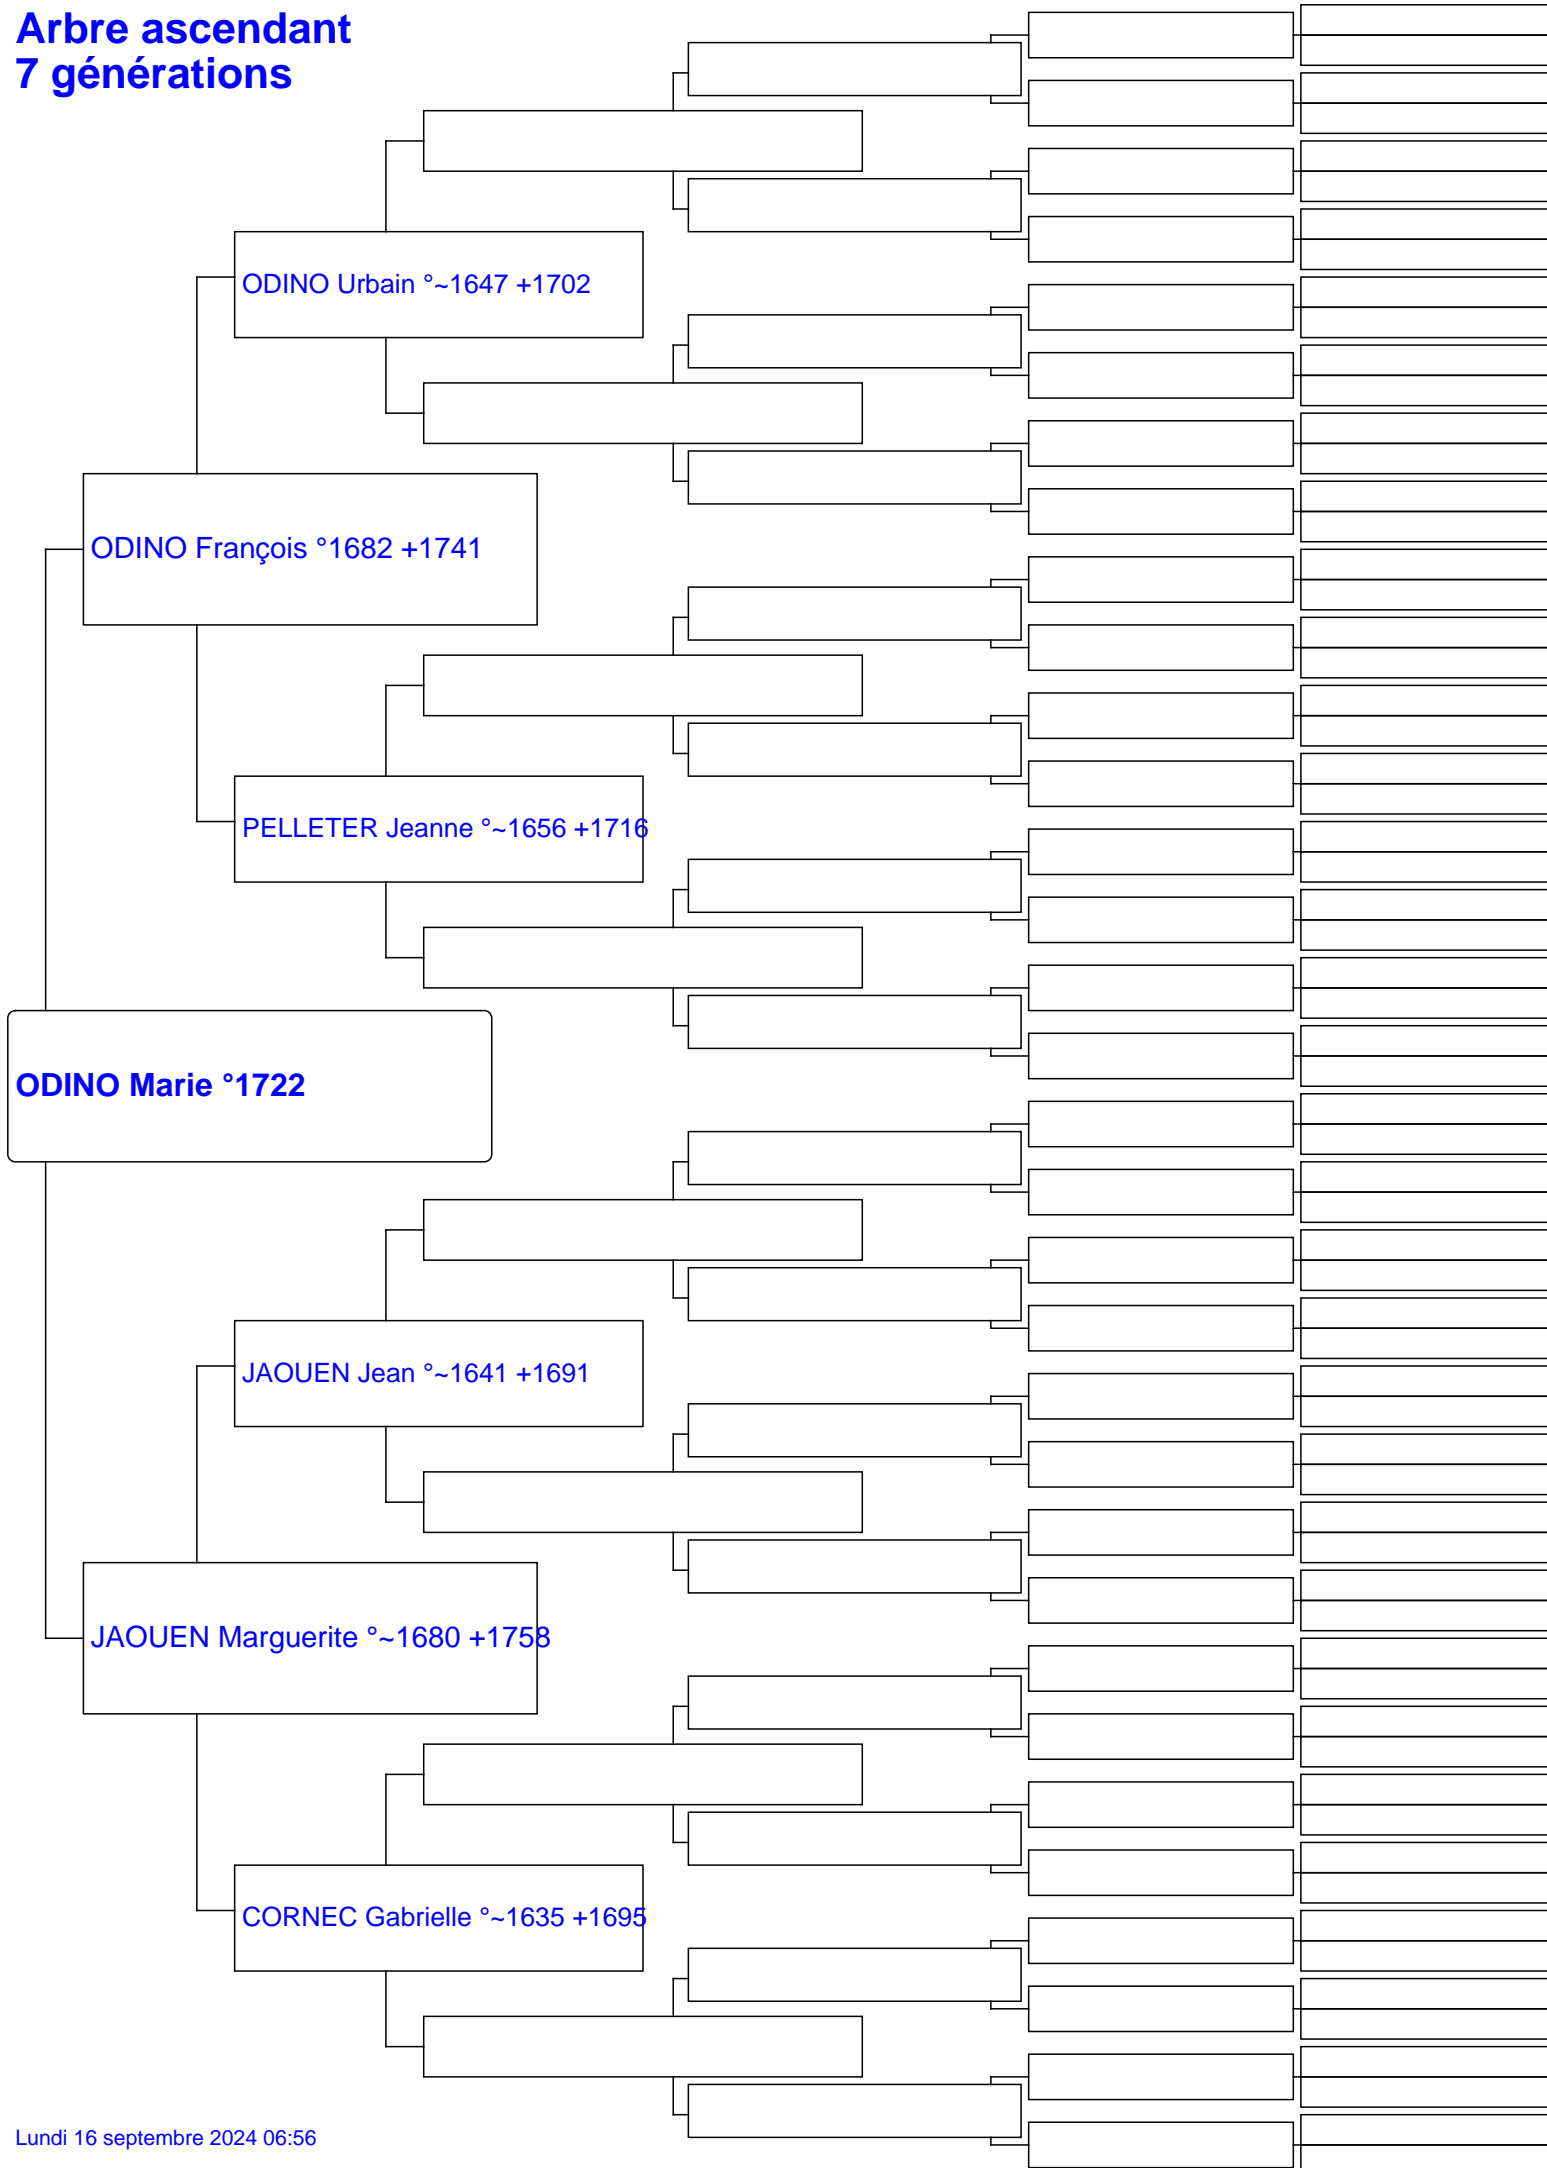 Arbre ascendant
7 générations
ODINO Urbain °~1647 +1702
ODINO François °1682 +1741
PELLETER Jeanne °~1656 +1716
ODINO Marie °1722
JAOUEN Jean °~1641 +1691
JAOUEN Marguerite °~1680 +1758
CORNEC Gabrielle °~1635 +1695
Lundi 16 septembre 2024 06:56